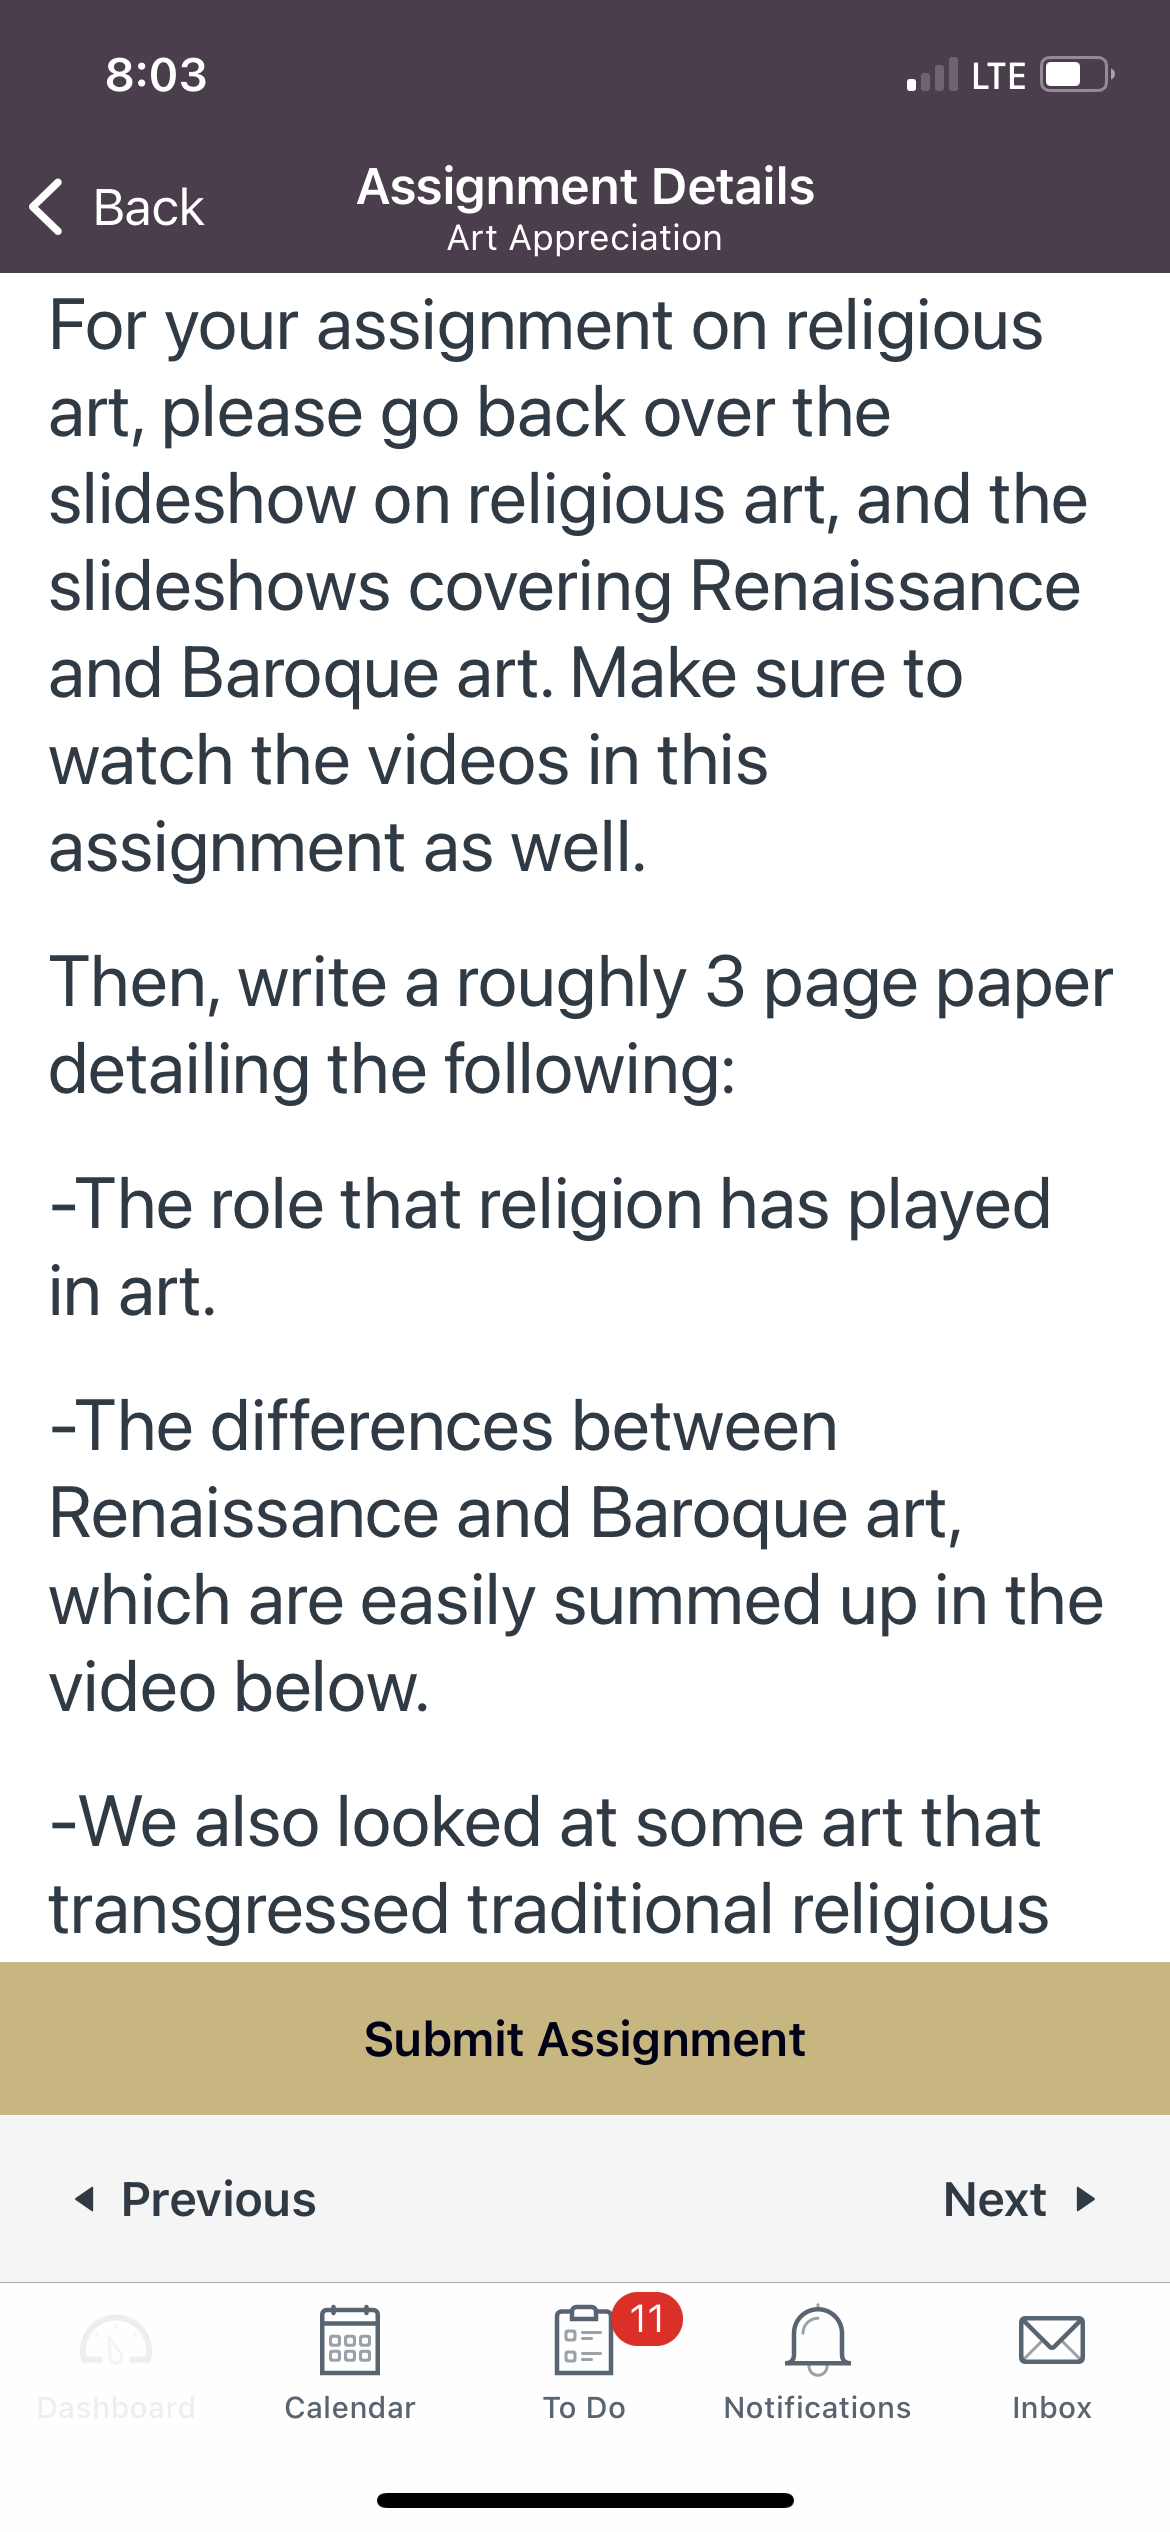 8:03
LTE
Back
Assignment Details
Art Appreciation
For your assignment on religious
art, please go back over the
slideshow on religious art, and the
slideshows covering Renaissance
and Baroque art. Make sure to
watch the videos in this
assignment as well.
Then, write a roughly 3 page paper
detailing the following:
-The role that religion has played
in art.
-The differences between
Renaissance and Baroque art,
which are easily summed up in the
video below.
-We also looked at some art that
transgressed traditional religious
Submit Assignment
Previous
Next
11
Dashboard
Calendar
To Do
Notifications
Inbox